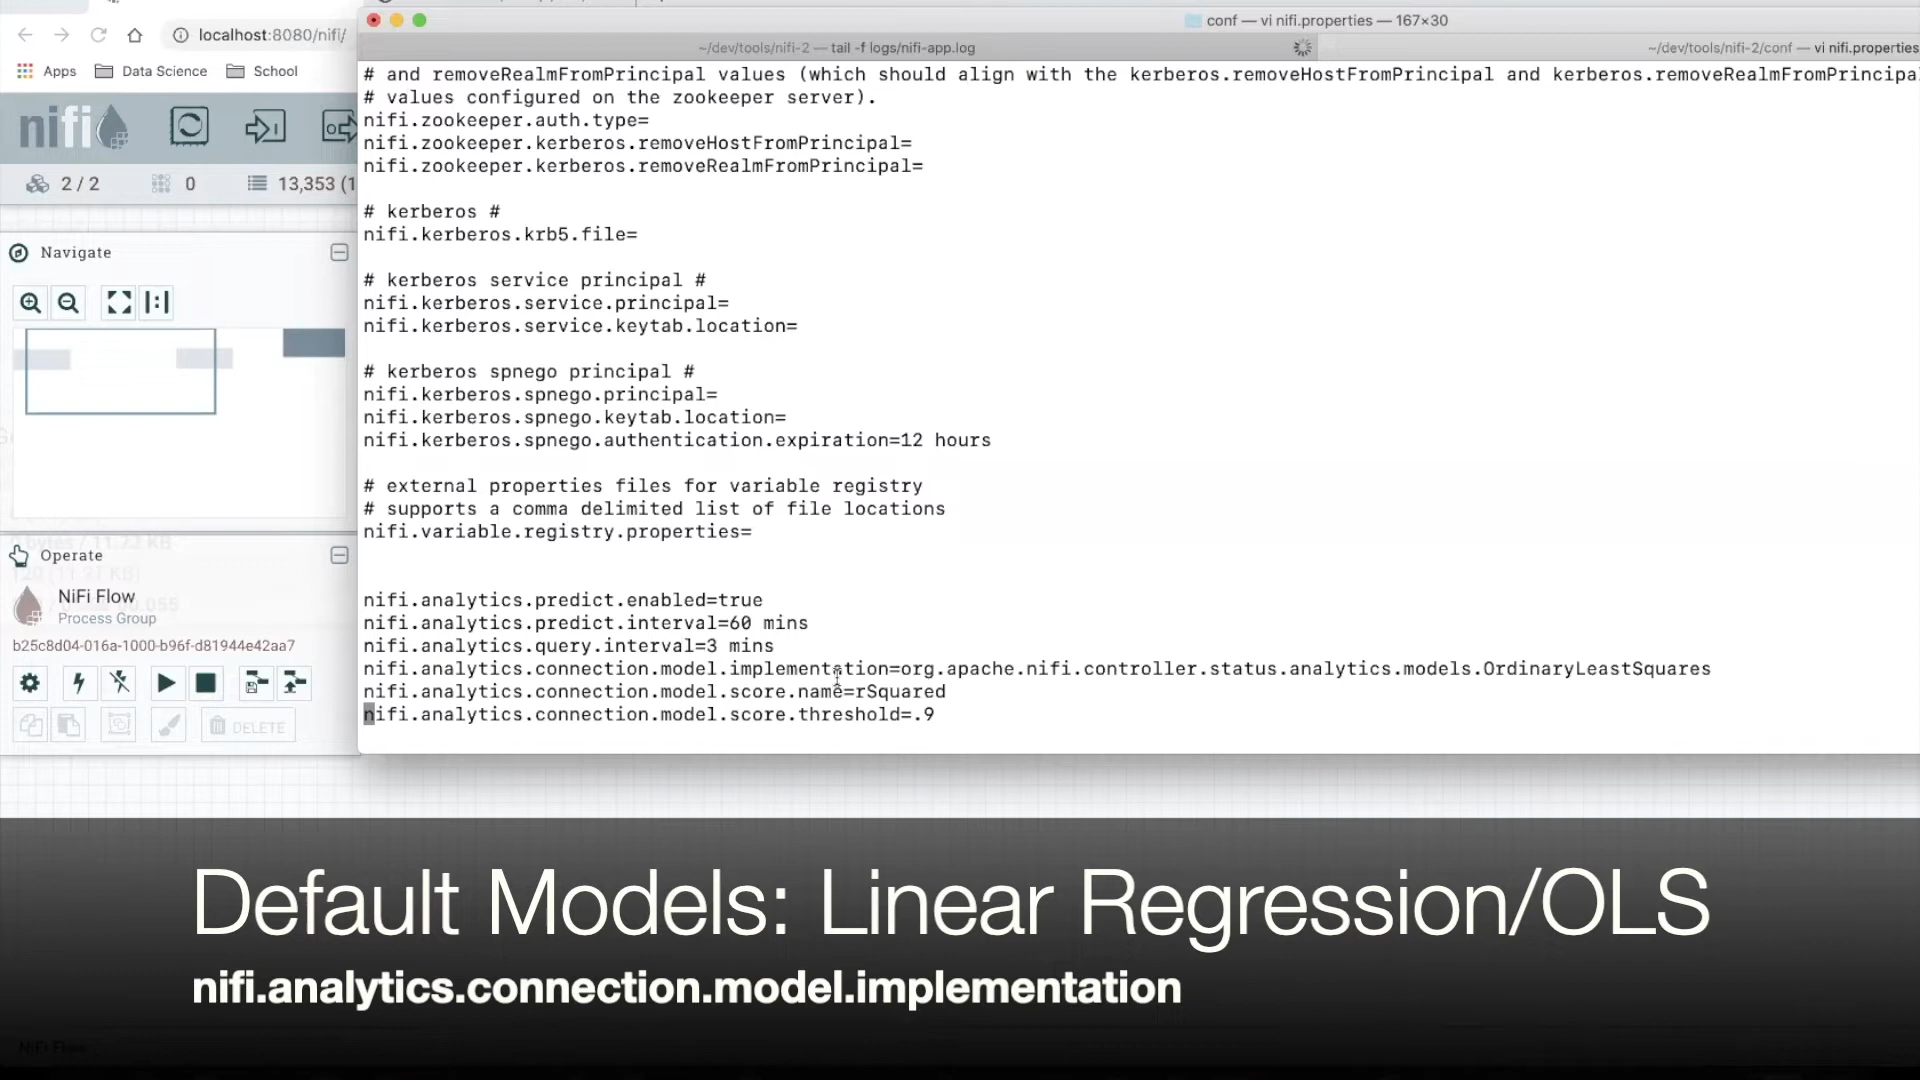 conf — vi nifi.properties — 167×30
localhost:8080/nifi/
~/dev/tools/nifi-2 — tail -f logs/nifi-app.log
~/dev/tools/nifi-2/conf — vi nifi.properties
Apps
Data Science
School
nifi
2 / 2
0
13,353 (1
Navigate
Operate
NiFi Flow
Process Group
b25c8d04-016a-1000-b96f-d81944e42aa7
DELETE
# and removeRealmFromPrincipal values (which should align with the kerberos.removeHostFromPrincipal and kerberos.removeRealmFromPrincipa
# values configured on the zookeeper server).
nifi.zookeeper.auth.type=
nifi.zookeeper.kerberos.removeHostFromPrincipal=
nifi.zookeeper.kerberos.removeRealmFromPrincipal=
# kerberos #
nifi.kerberos.krb5.file=
# kerberos service principal #
nifi.kerberos.service.principal=
nifi.kerberos.service.keytab.location=
# kerberos spnego principal #
nifi.kerberos.spnego.principal=
nifi.kerberos.spnego.keytab.location=
nifi.kerberos.spnego.authentication.expiration=12 hours
# external properties files for variable registry
# supports a comma delimited list of file locations
nifi.variable.registry.properties=
nifi.analytics.predict.enabled=true
nifi.analytics.predict.interval=60 mins
nifi.analytics.query.interval=3 mins
nifi.analytics.connection.model.implementation=org.apache.nifi.controller.status.analytics.models.OrdinaryLeastSquares
nifi.analytics.connection.model.score.name=rSquared
nifi.analytics.connection.model.score.threshold=.9
Default Models: Linear Regression/OLS
nifi.analytics.connection.model.implementation
NiFi Flow